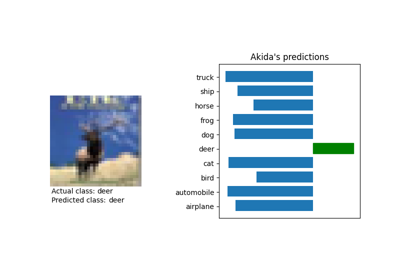 Akida's predictions
truck
ship
horse
frog
dog
deer
cat
bird
automobile
airplane
Actual class: deer
Predicted class: deer